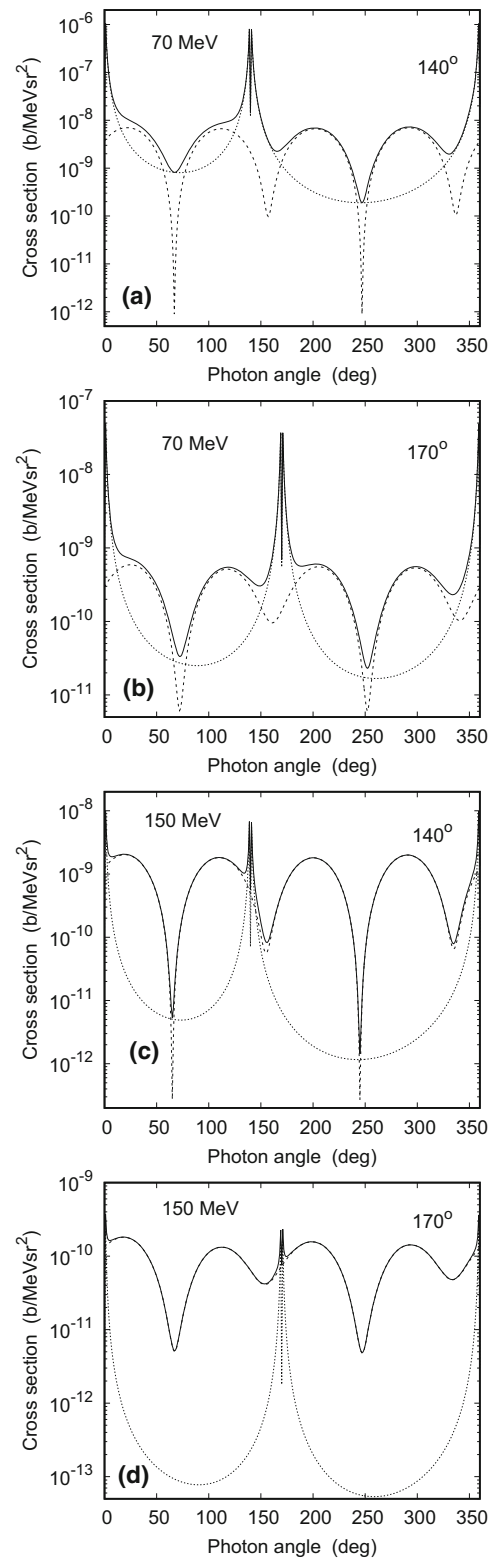 10^-6
10^-7
10^-8
10^-9
10^-10
10^-11
10^-12
Cross section (b/MeVsr^2)
70 MeV
140°
(a)
0 50 100 150 200 250 300 350
Photon angle (deg)
10^-7
10^-8
10^-9
10^-10
10^-11
Cross section (b/MeVsr^2)
70 MeV
170°
(b)
0 50 100 150 200 250 300 350
Photon angle (deg)
10^-8
10^-9
10^-10
10^-11
10^-12
Cross section (b/MeVsr^2)
150 MeV
140°
(c)
0 50 100 150 200 250 300 350
Photon angle (deg)
10^-9
10^-10
10^-11
10^-12
10^-13
Cross section (b/MeVsr^2)
150 MeV
170°
(d)
0 50 100 150 200 250 300 350
Photon angle (deg)